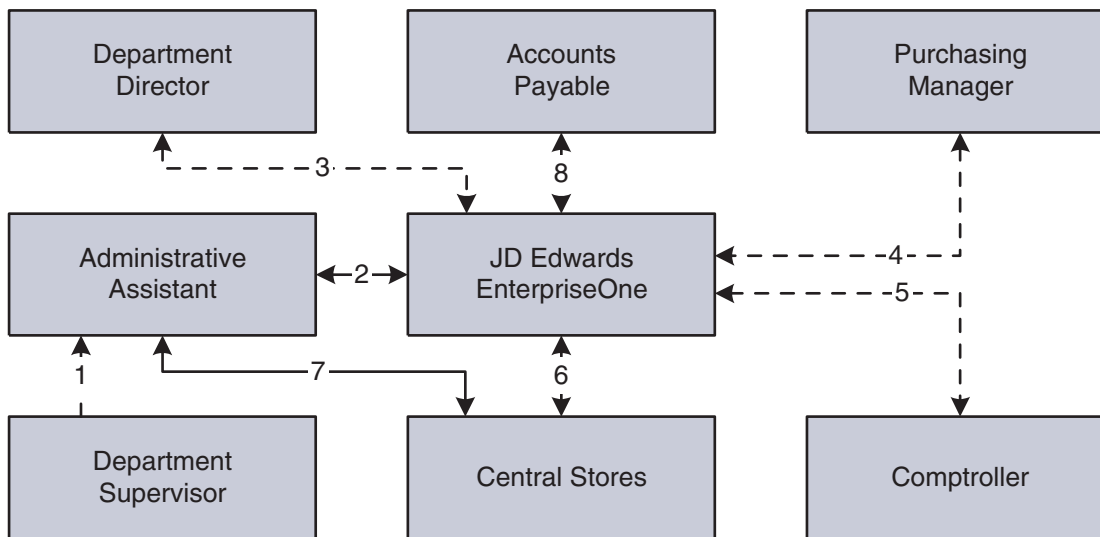 Department
Director
Accounts
Payable
Purchasing
Manager
3
8
Administrative
Assistant
2
JD Edwards
EnterpriseOne
4
5
1
7
6
Department
Supervisor
Central Stores
Comptroller